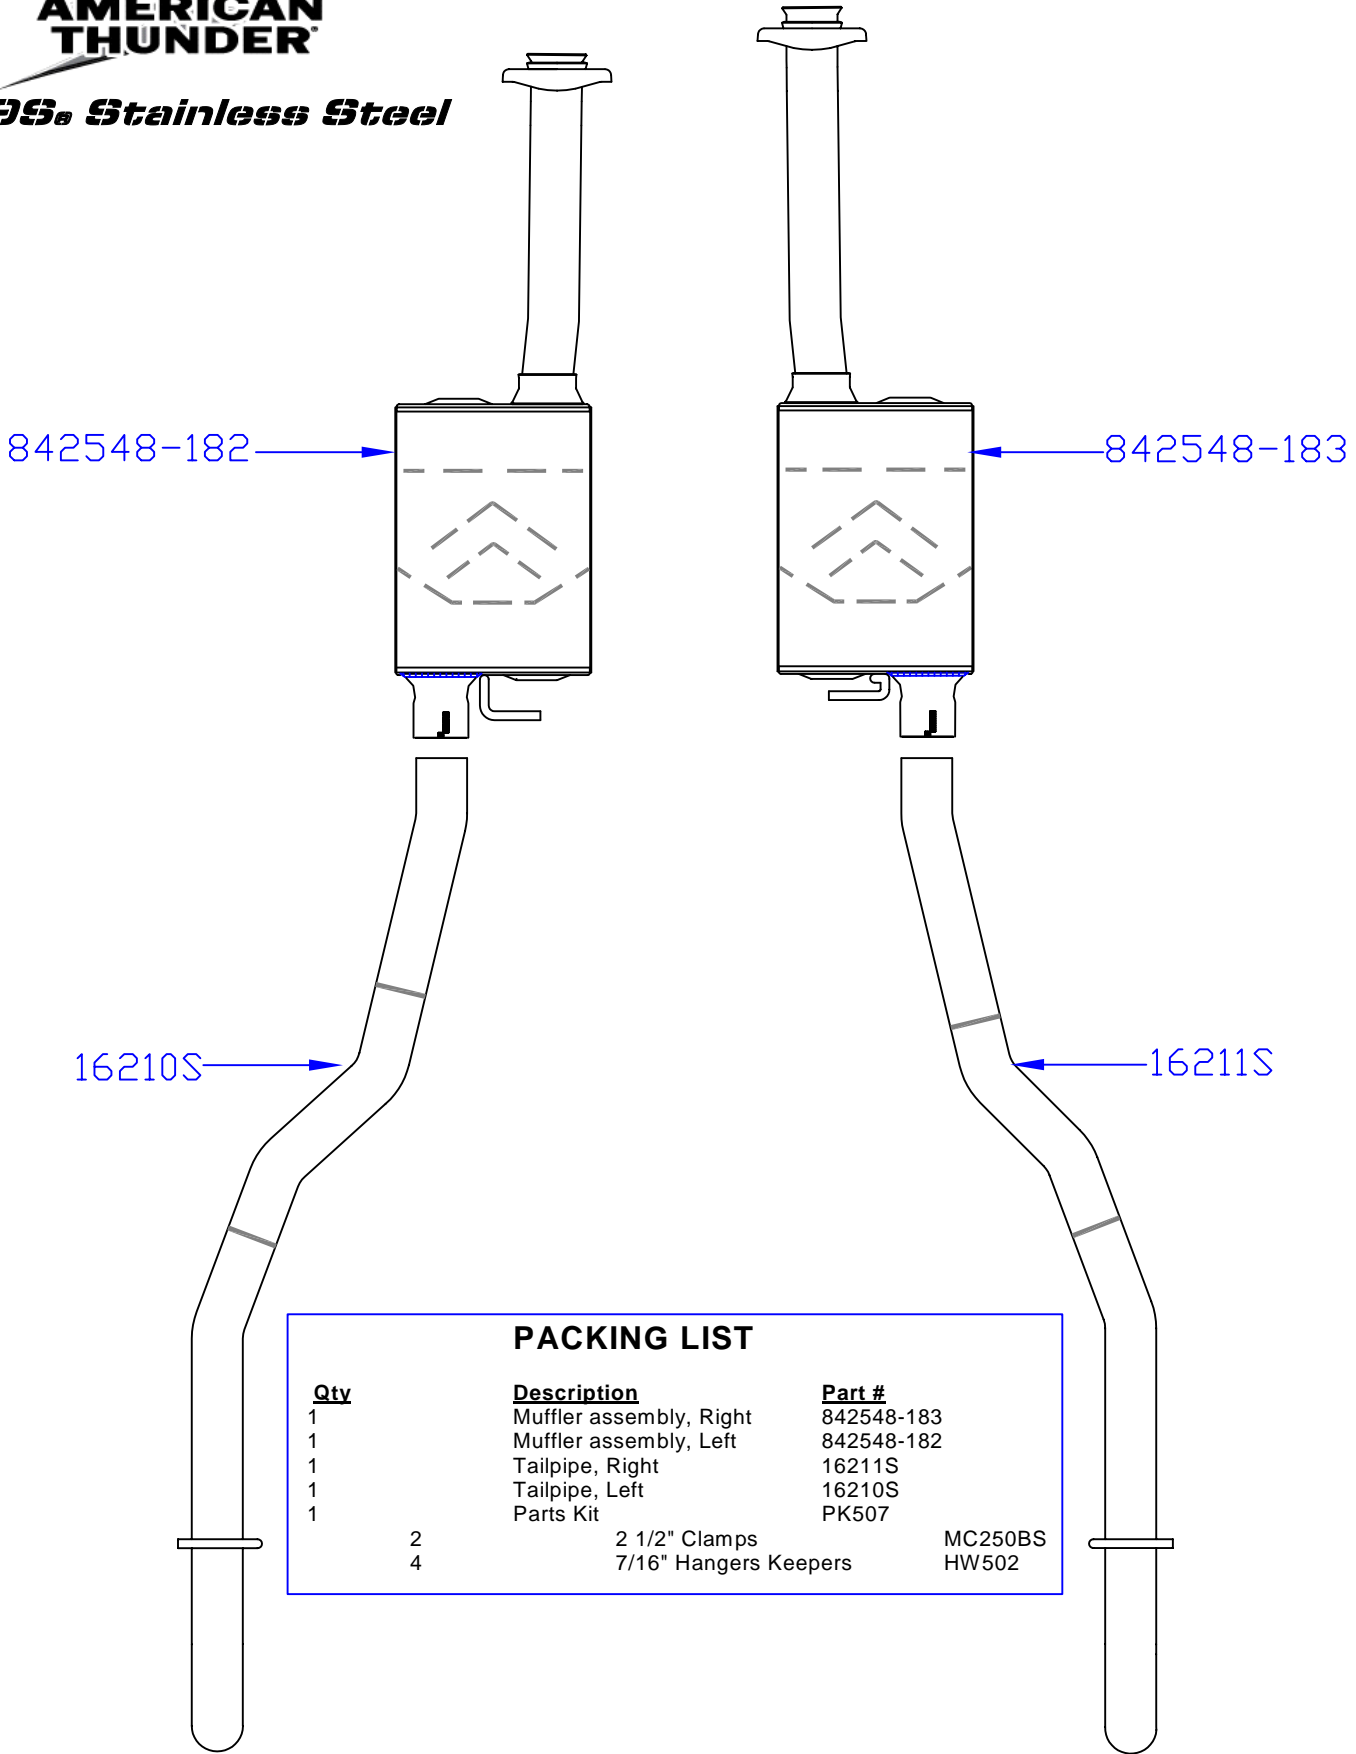 AMERICAN
THUNDER
Stainless Steel
842548-182
842548-183
16210S
16211S
PACKING LIST
Qty Description Part #
1 Muffler assembly, Right 842548-183
1 Muffler assembly, Left 842548-182
1 Tailpipe, Right 16211S
1 Tailpipe, Left 16210S
1 Parts Kit PK507
2 2 1/2" Clamps MC250BS
4 7/16" Hangers Keepers HW502